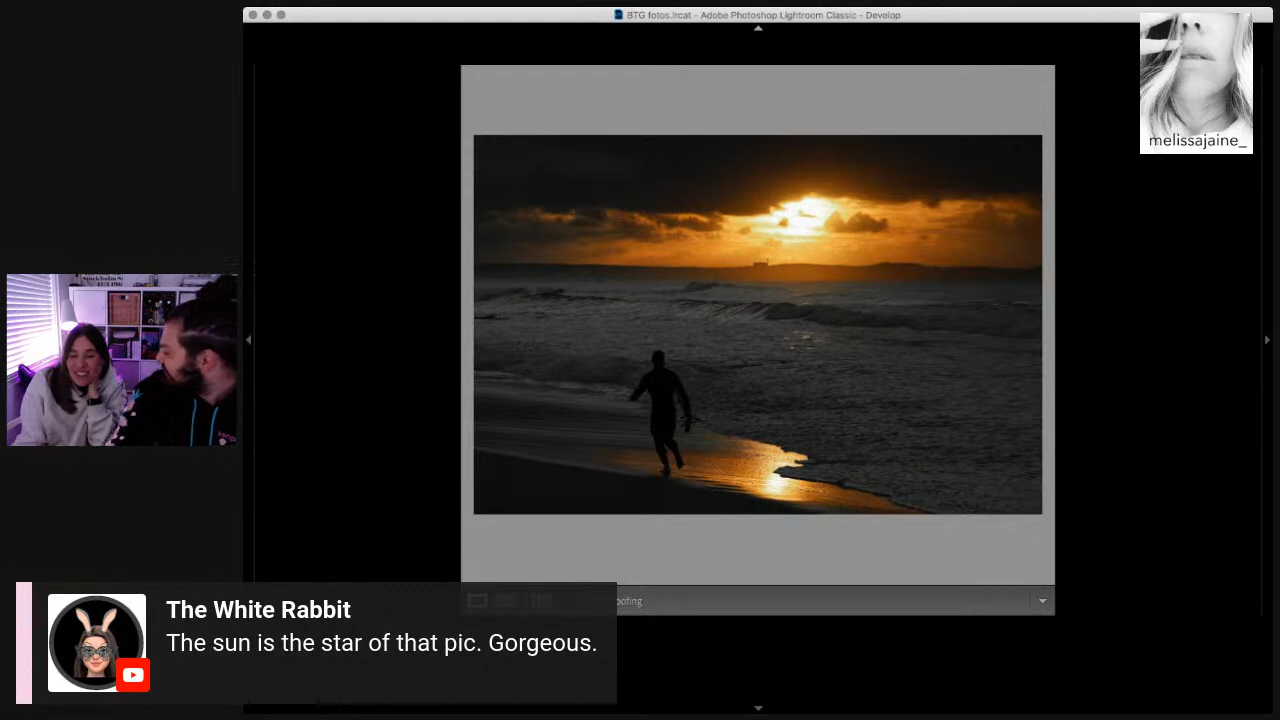 BTG fotos.lrcat - Adobe Photoshop Lightroom Classic - Develop
melissajaine_
The White Rabbit
The sun is the star of that pic. Gorgeous.
oofing